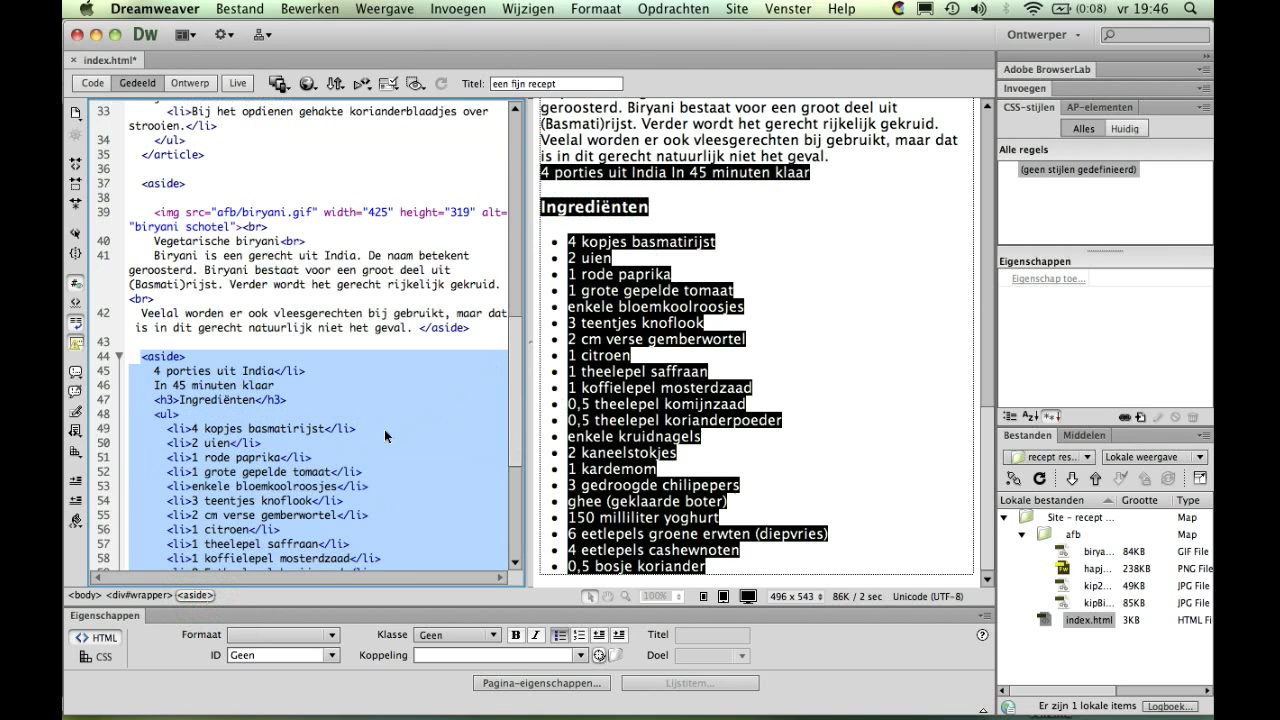 Dreamweaver Bestand Bewerken Weergave Invoegen Wijzigen Formaat Opdrachten Site Venster Help (0:08) vr 19:46
Dw Ontwerper
× index.html*
Code Gedeeld Ontwerp Live Titel: een fijn recept
33 <li>Bij het opdienen gehakte korianderblaadjes over
strooien.</li>
34 </ul>
35 </article>
36
37 <aside>
38
39 <img src="afb/biryani.gif" width="425" height="319" alt=
"biryani schotel"><br>
40 Vegetarische biryani<br>
41 Biryani is een gerecht uit India. De naam betekent
geroosterd. Biryani bestaat voor een groot deel uit
(Basmati)rijst. Verder wordt het gerecht rijkelijk gekruid.
<br>
42 Veelal worden er ook vleesgerechten bij gebruikt, maar dat
is in dit gerecht natuurlijk niet het geval. </aside>
43
44 <aside>
45 4 porties uit India</li>
46 In 45 minuten klaar
47 <h3>Ingrediënten</h3>
48 <ul>
49 <li>4 kopjes basmatirijst</li>
50 <li>2 uien</li>
51 <li>1 rode paprika</li>
52 <li>1 grote gepelde tomaat</li>
53 <li>enkele bloemkoolroosjes</li>
54 <li>3 teentjes knoflook</li>
55 <li>2 cm verse gemberwortel</li>
56 <li>1 citroen</li>
57 <li>1 theelepel saffraan</li>
58 <li>1 koffielepel mosterdzaad</li>
geroosterd. Biryani bestaat voor een groot deel uit
(Basmati)rijst. Verder wordt het gerecht rijkelijk gekruid.
Veelal worden er ook vleesgerechten bij gebruikt, maar dat
is in dit gerecht natuurlijk niet het geval.
4 porties uit India In 45 minuten klaar
Ingrediënten
• 4 kopjes basmatirijst
• 2 uien
• 1 rode paprika
• 1 grote gepelde tomaat
• enkele bloemkoolroosjes
• 3 teentjes knoflook
• 2 cm verse gemberwortel
• 1 citroen
• 1 theelepel saffraan
• 1 koffielepel mosterdzaad
• 0,5 theelepel komijnzaad
• 0,5 theelepel korianderpoeder
• enkele kruidnagels
• 2 kaneelstokjes
• 1 kardemom
• 3 gedroogde chilipepers
• ghee (geklaarde boter)
• 150 milliliter yoghurt
• 6 eetlepels groene erwten (diepvries)
• 4 eetlepels cashewnoten
• 0,5 bosje koriander
<body> <div#wrapper> <aside> 100% 496 x 543 86K / 2 sec Unicode (UTF-8)
Eigenschappen
<> HTML Formaat Klasse Geen B I Titel
CSS ID Geen Koppeling Doel
Pagina-eigenschappen... Lijstitem...
Adobe BrowserLab
Invoegen
CSS-stijlen AP-elementen
Alles Huidig
Alle regels
(geen stijlen gedefinieerd)
Eigenschappen
Eigenschap toe...
Bestanden Middelen
recept res... Lokale weergave
Lokale bestanden Grootte Type
Site - recept ... Map
afb Map
birya... 84KB GIF File
hapj... 238KB PNG File
kip2... 49KB JPG File
kipBi... 85KB JPG File
index.html 3KB HTML Fi
Er zijn 1 lokale items Logboek...